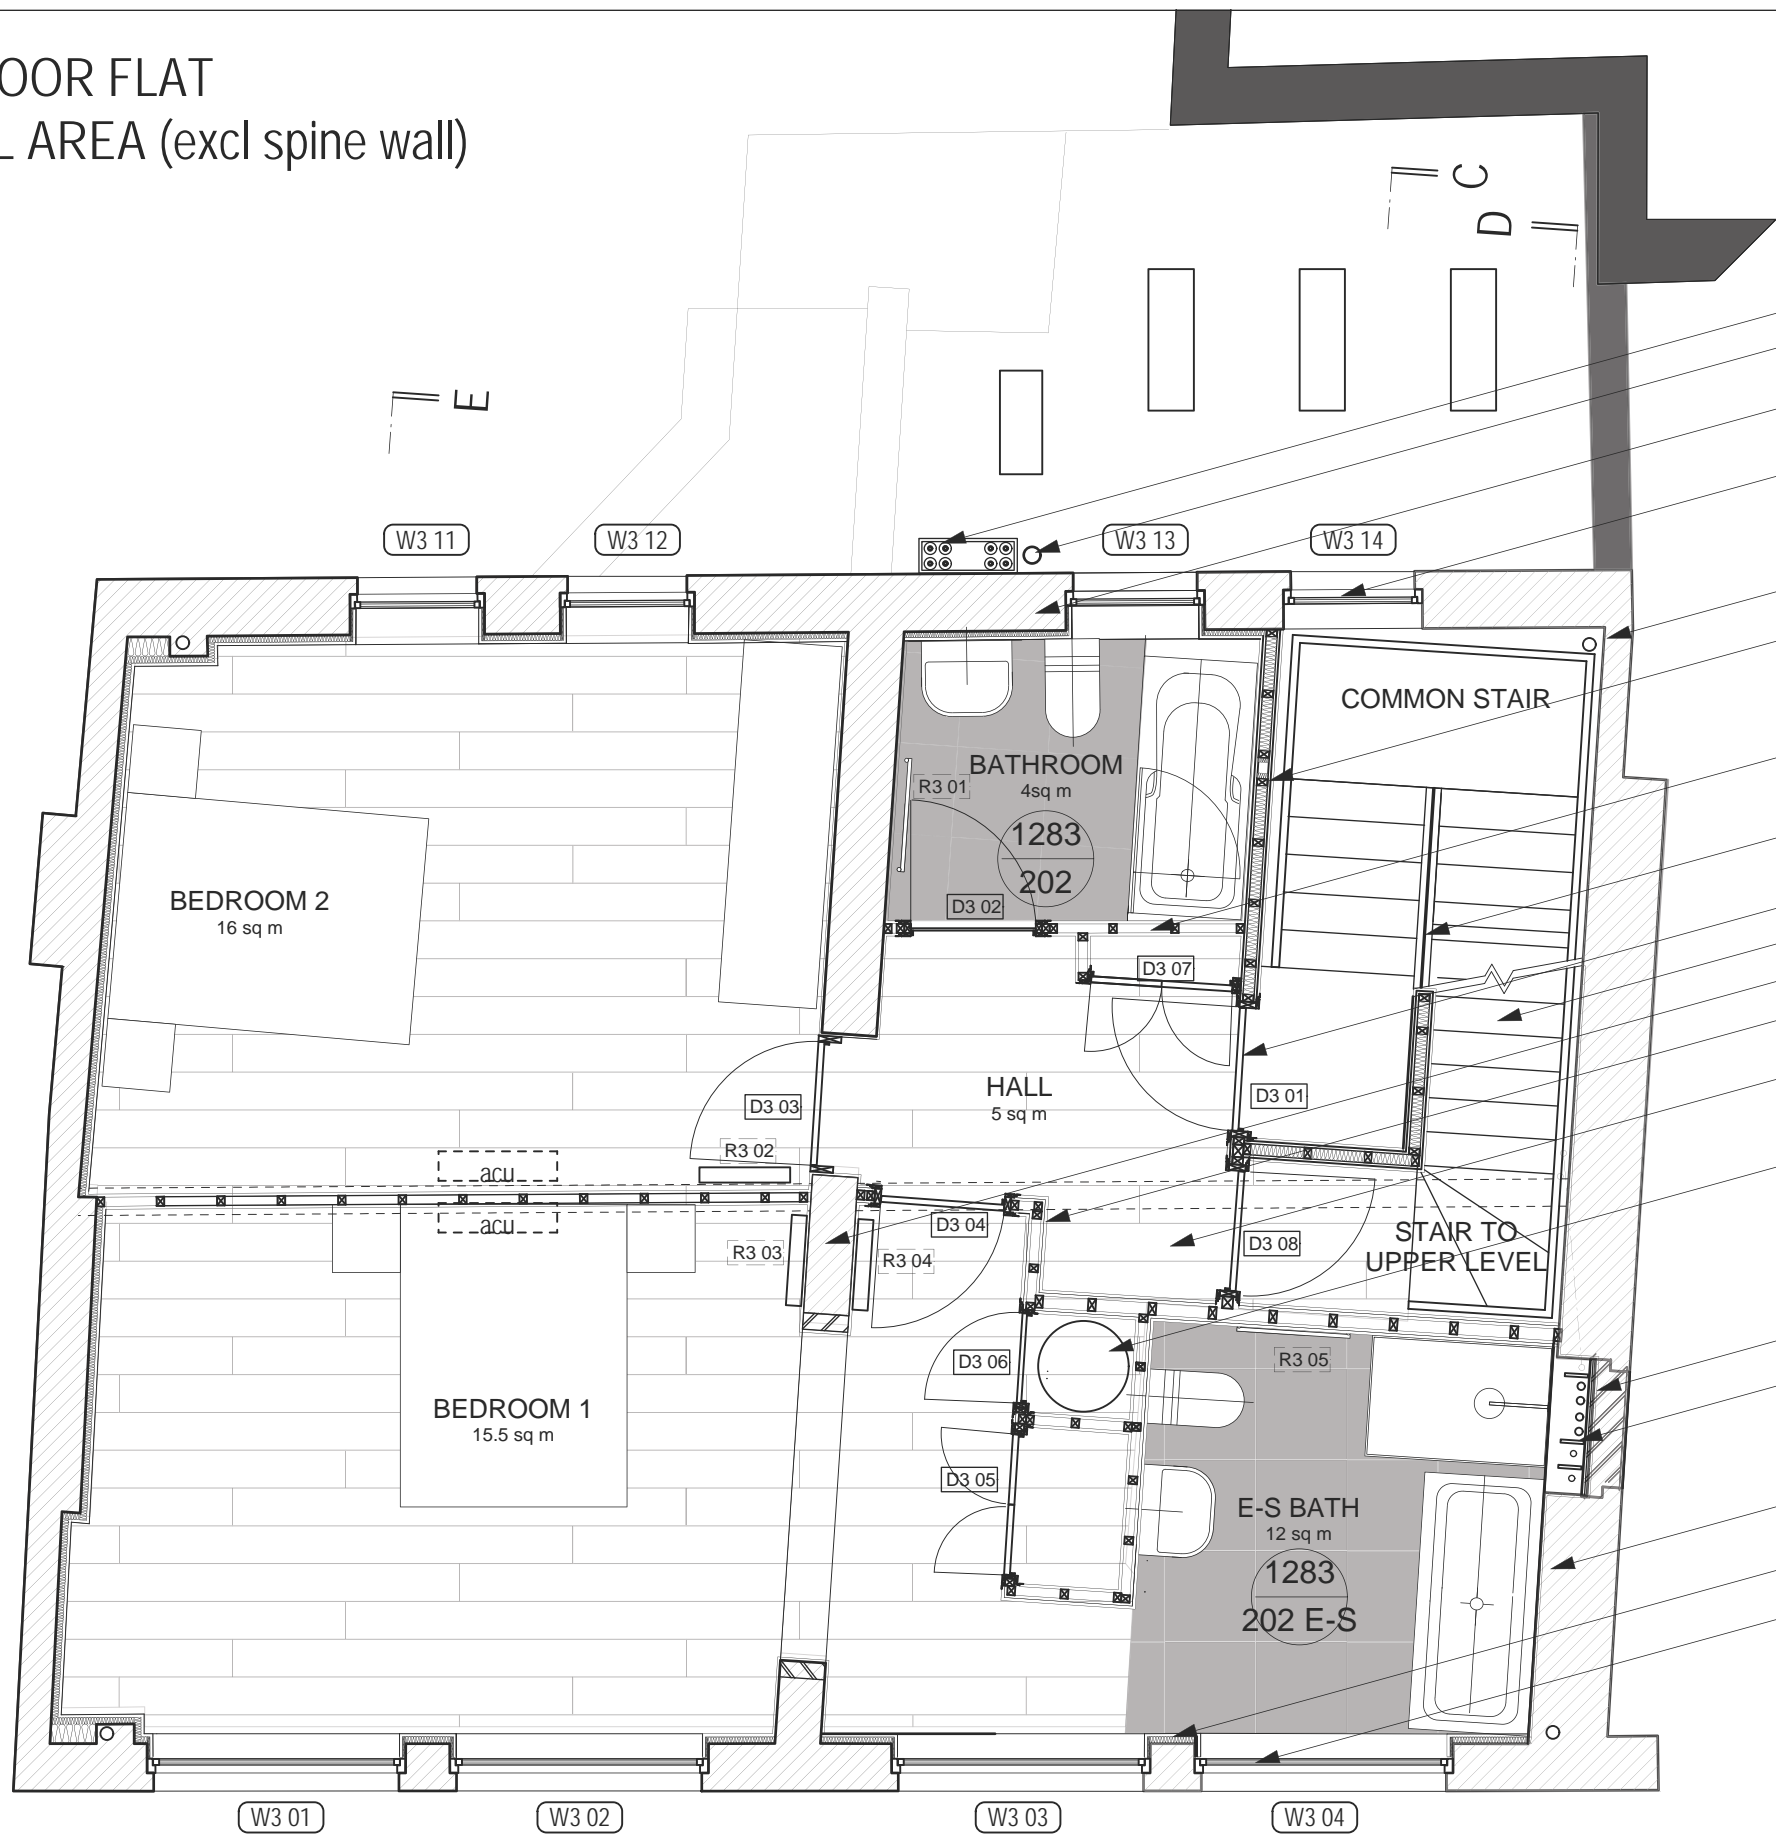 OOR FLAT
L AREA (excl spine wall)
C
D
E
W3 11
W3 12
W3 13
W3 14
COMMON STAIR
BATHROOM
4sq m
R3 01
1283
202
D3 02
BEDROOM 2
16 sq m
D3 07
HALL
5 sq m
D3 01
D3 03
R3 02
acu
acu
D3 04
R3 03
R3 04
D3 08
STAIR TO
UPPER LEVEL
D3 06
R3 05
BEDROOM 1
15.5 sq m
D3 05
E-S BATH
12 sq m
1283
202 E-S
W3 01
W3 02
W3 03
W3 04